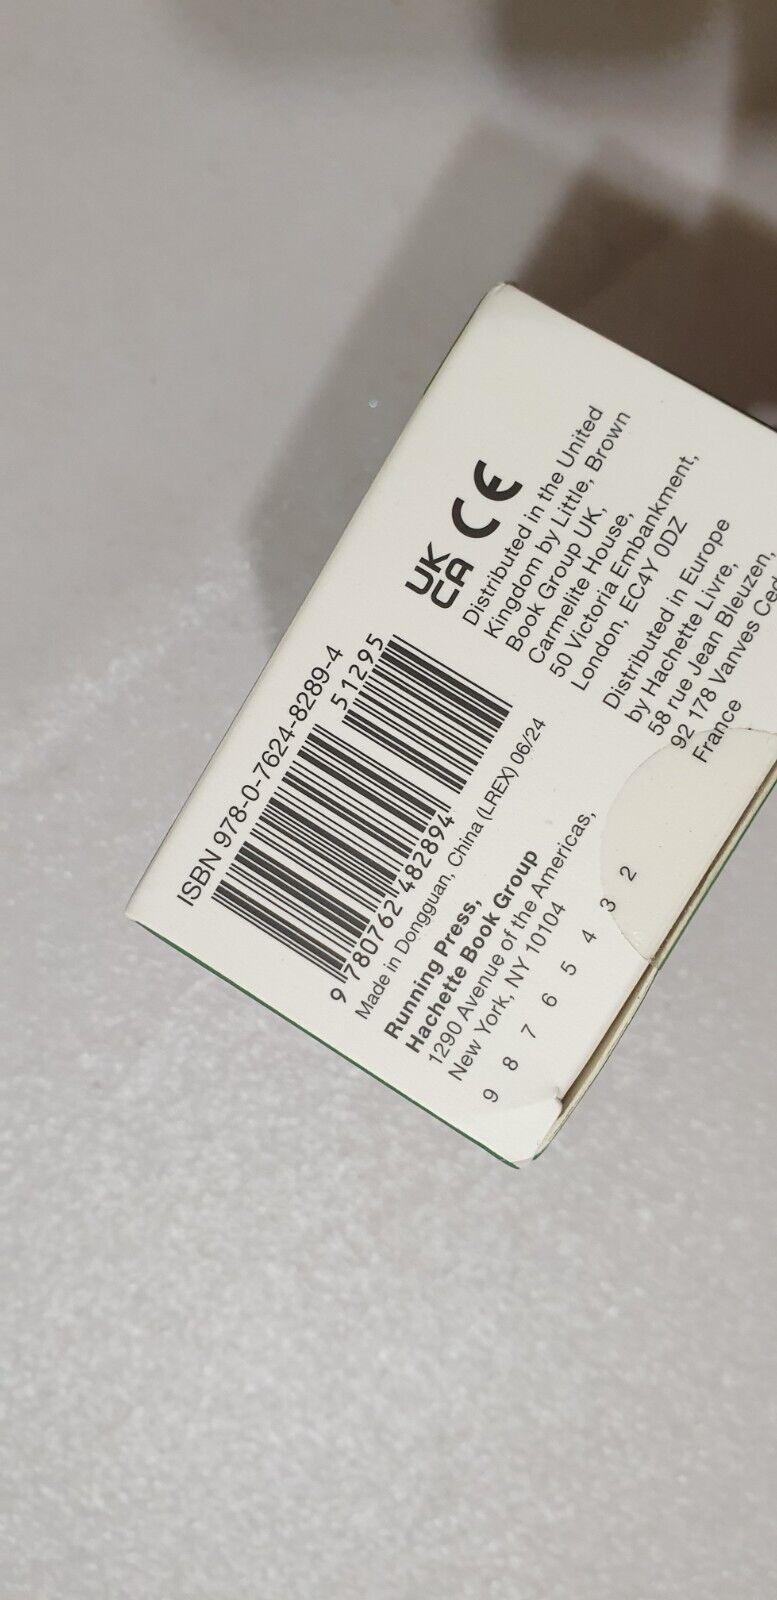 ISBN 978-0-7624-8289-4
51295
9 780762 482894
Made in Dongguan, China (LREX) 06/24
Running Press,
Hachette Book Group
1290 Avenue of the Americas,
New York, NY 10104
9 8 7 6 5 4 3 2
UK
CA
CE
Distributed in the United
Kingdom by Little, Brown
Book Group UK,
Carmelite House,
50 Victoria Embankment,
London, EC4Y 0DZ
Distributed in Europe
by Hachette Livre,
58 rue Jean Bleuzen,
92 178 Vanves
France